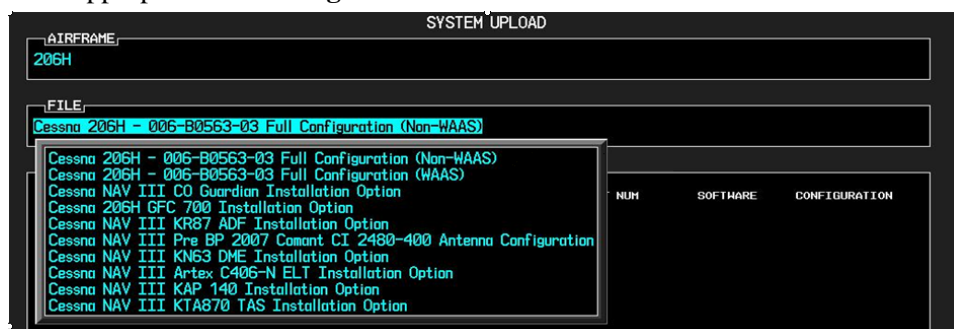 SYSTEM UPLOAD
AIRFRAME
206H
FILE
Cessna 206H - 006-B0563-03 Full Configuration (Non-WAAS)
Cessna 206H - 006-B0563-03 Full Configuration (Non-WAAS)
Cessna 206H - 006-B0563-03 Full Configuration (WAAS)
Cessna NAV III CO Guardian Installation Option
Cessna 206H GFC 700 Installation Option
Cessna NAV III KR87 ADF Installation Option
Cessna NAV III Pre BP 2007 Comant CI 2480-400 Antenna Configuration
Cessna NAV III KN63 DME Installation Option
Cessna NAV III Artex C406-N ELT Installation Option
Cessna NAV III KAP 140 Installation Option
Cessna NAV III KTA870 TAS Installation Option
NUM SOFTWARE CONFIGURATION